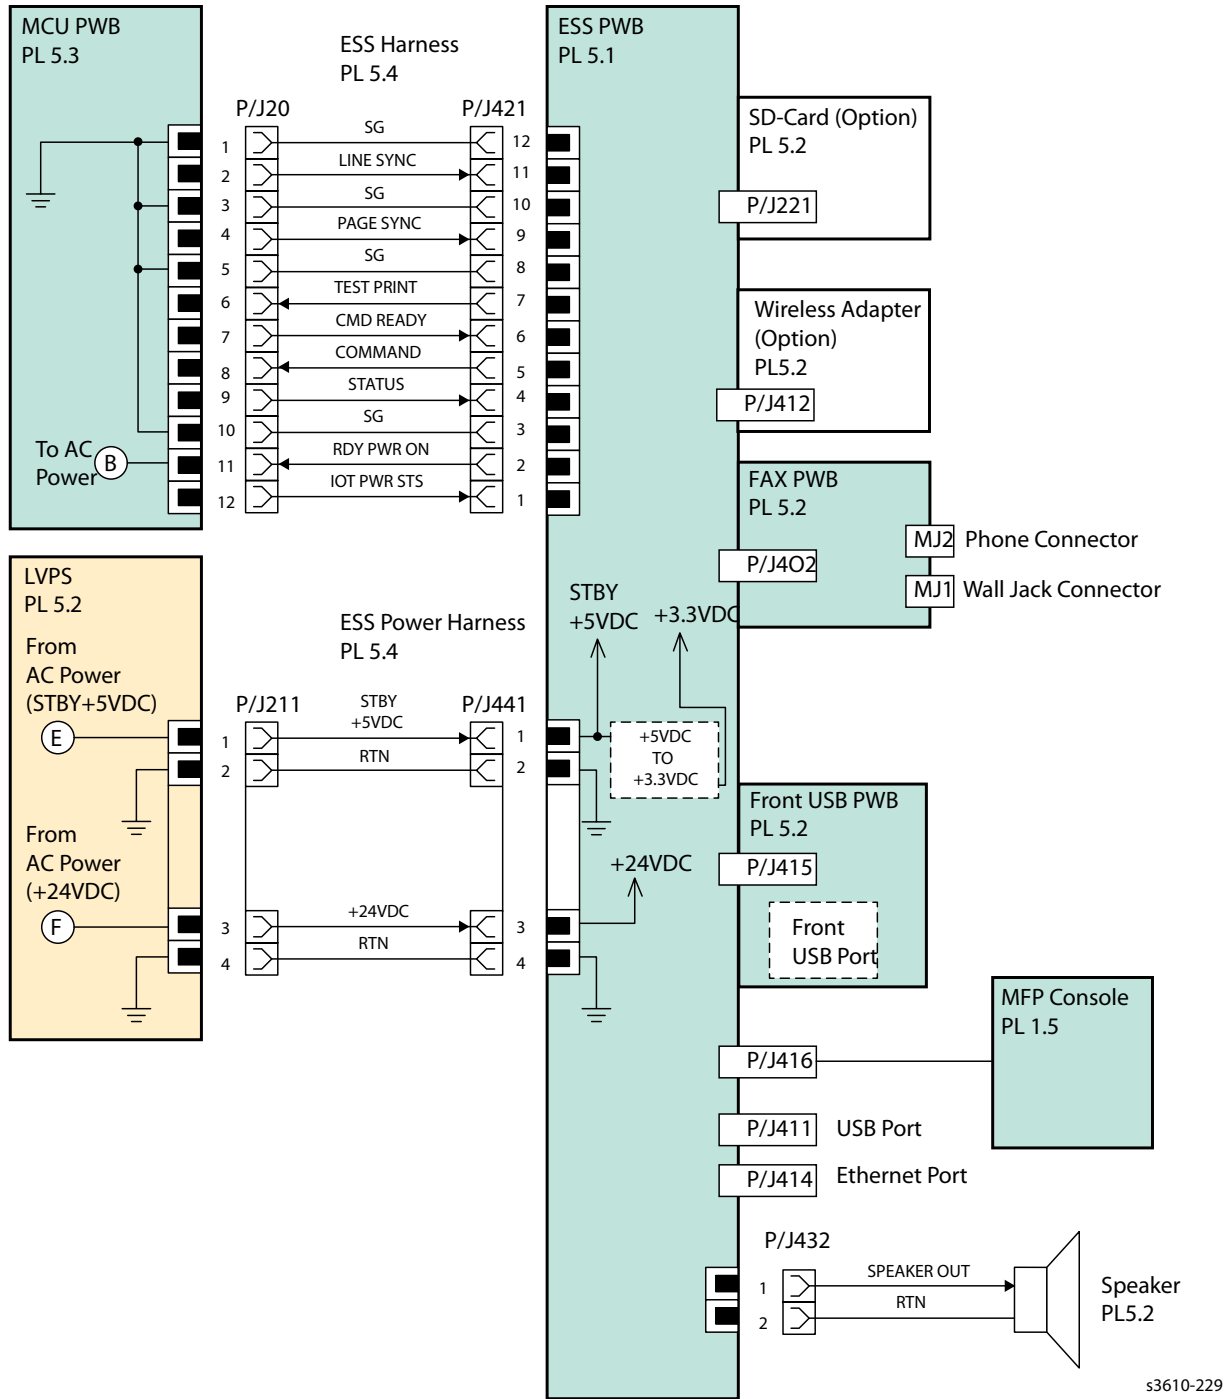 MCU PWB
PL 5.3
ESS Harness
PL 5.4
ESS PWB
PL 5.1
P/J20
P/J421
1
SG
12
2
LINE SYNC
11
3
SG
10
4
PAGE SYNC
9
5
SG
8
6
TEST PRINT
7
7
CMD READY
6
8
COMMAND
5
9
STATUS
4
10
SG
3
11
RDY PWR ON
2
12
IOT PWR STS
1
To AC
Power
B
SD-Card (Option)
PL 5.2
P/J221
Wireless Adapter
(Option)
PL5.2
P/J412
FAX PWB
PL 5.2
P/J4O2
MJ2 Phone Connector
MJ1 Wall Jack Connector
LVPS
PL 5.2
From
AC Power
(STBY+5VDC)
E
From
AC Power
(+24VDC)
F
ESS Power Harness
PL 5.4
P/J211
P/J441
1
STBY
+5VDC
1
2
RTN
2
3
+24VDC
3
4
RTN
4
STBY
+5VDC
+3.3VDC
+5VDC
TO
+3.3VDC
+24VDC
Front USB PWB
PL 5.2
P/J415
Front
USB Port
MFP Console
PL 1.5
P/J416
P/J411 USB Port
P/J414 Ethernet Port
P/J432
1
SPEAKER OUT
2
RTN
Speaker
PL5.2
s3610-229